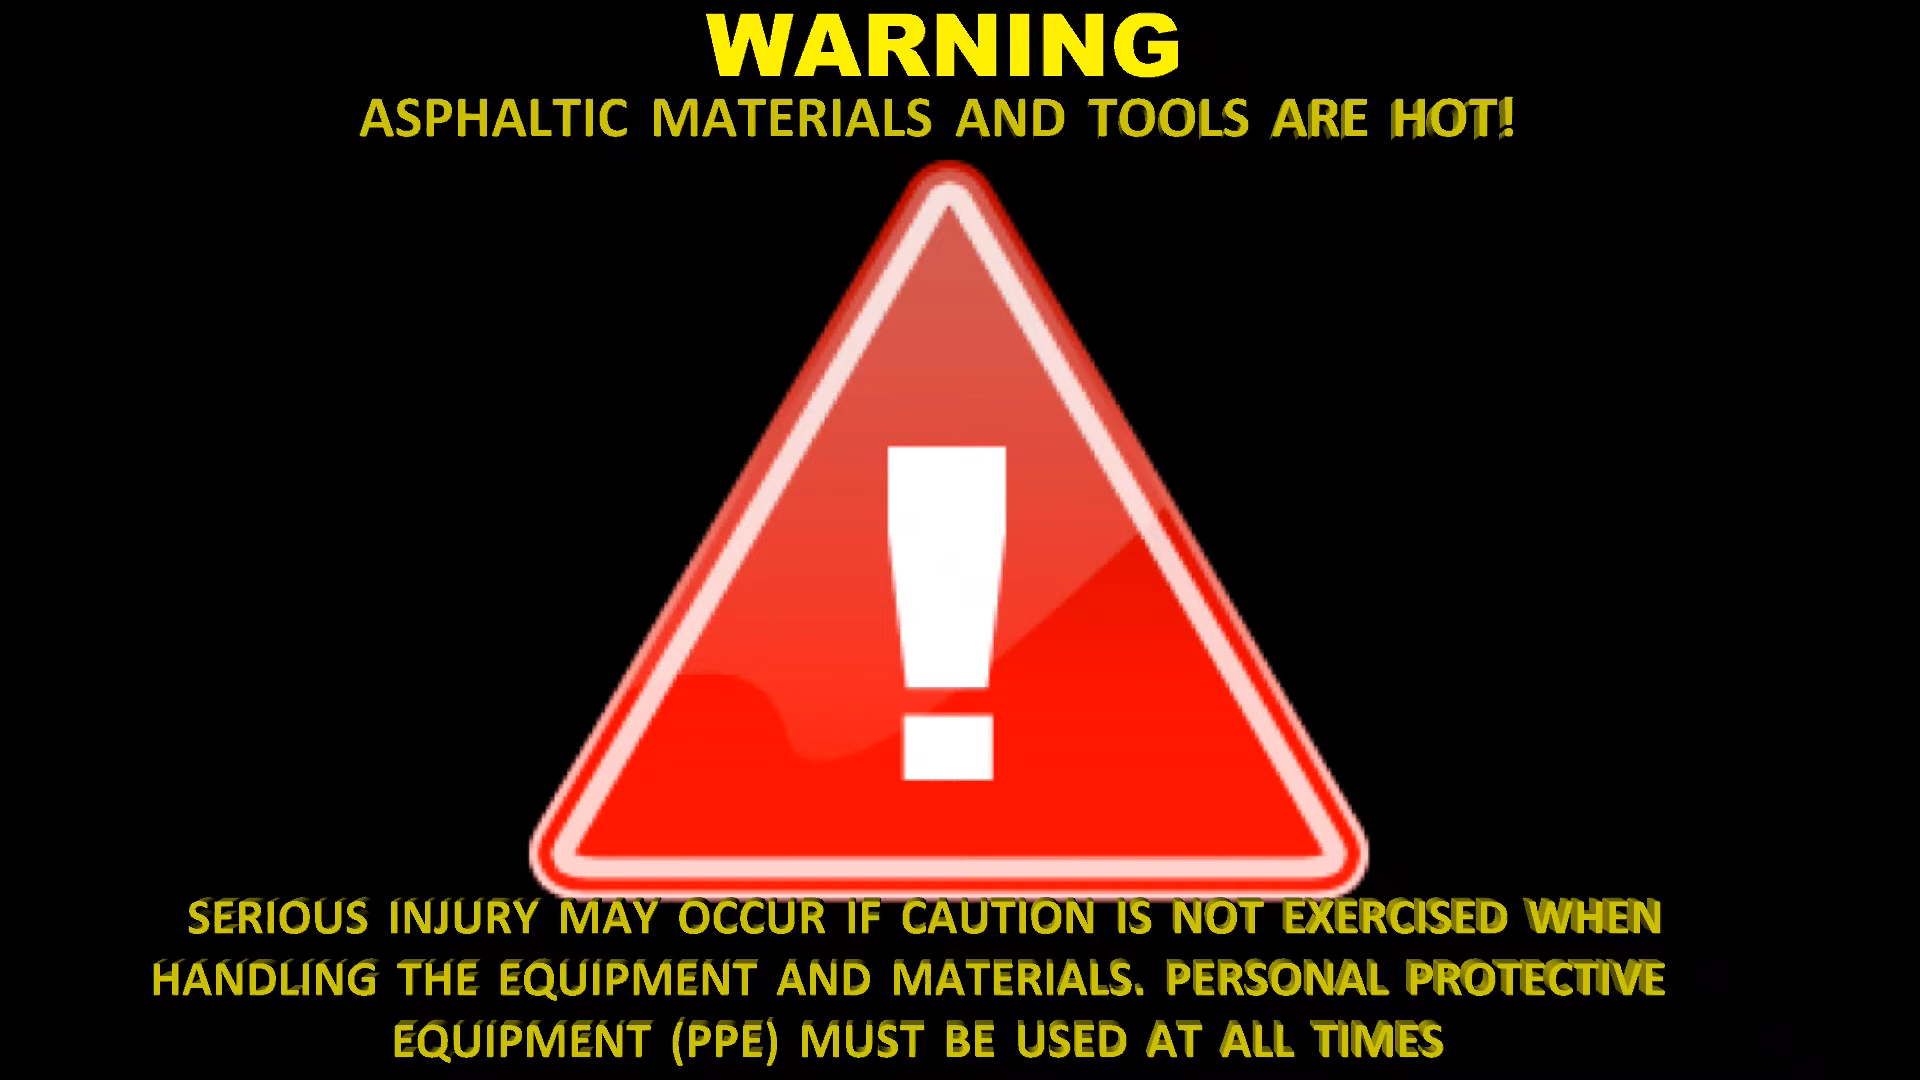 WARNING
ASPHALTIC MATERIALS AND TOOLS ARE HOT!
!
SERIOUS INJURY MAY OCCUR IF CAUTION IS NOT EXERCISED WHEN
HANDLING THE EQUIPMENT AND MATERIALS. PERSONAL PROTECTIVE
EQUIPMENT (PPE) MUST BE USED AT ALL TIMES